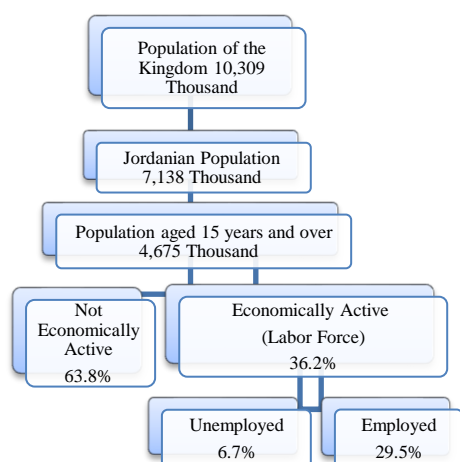 Population of the
Kingdom 10,309
Thousand
Jordanian Population
7,138 Thousand
Population aged 15 years and over
4,675 Thousand
Not
Economically
Active
63.8%
Economically Active
(Labor Force)
36.2%
Unemployed
6.7%
Employed
29.5%